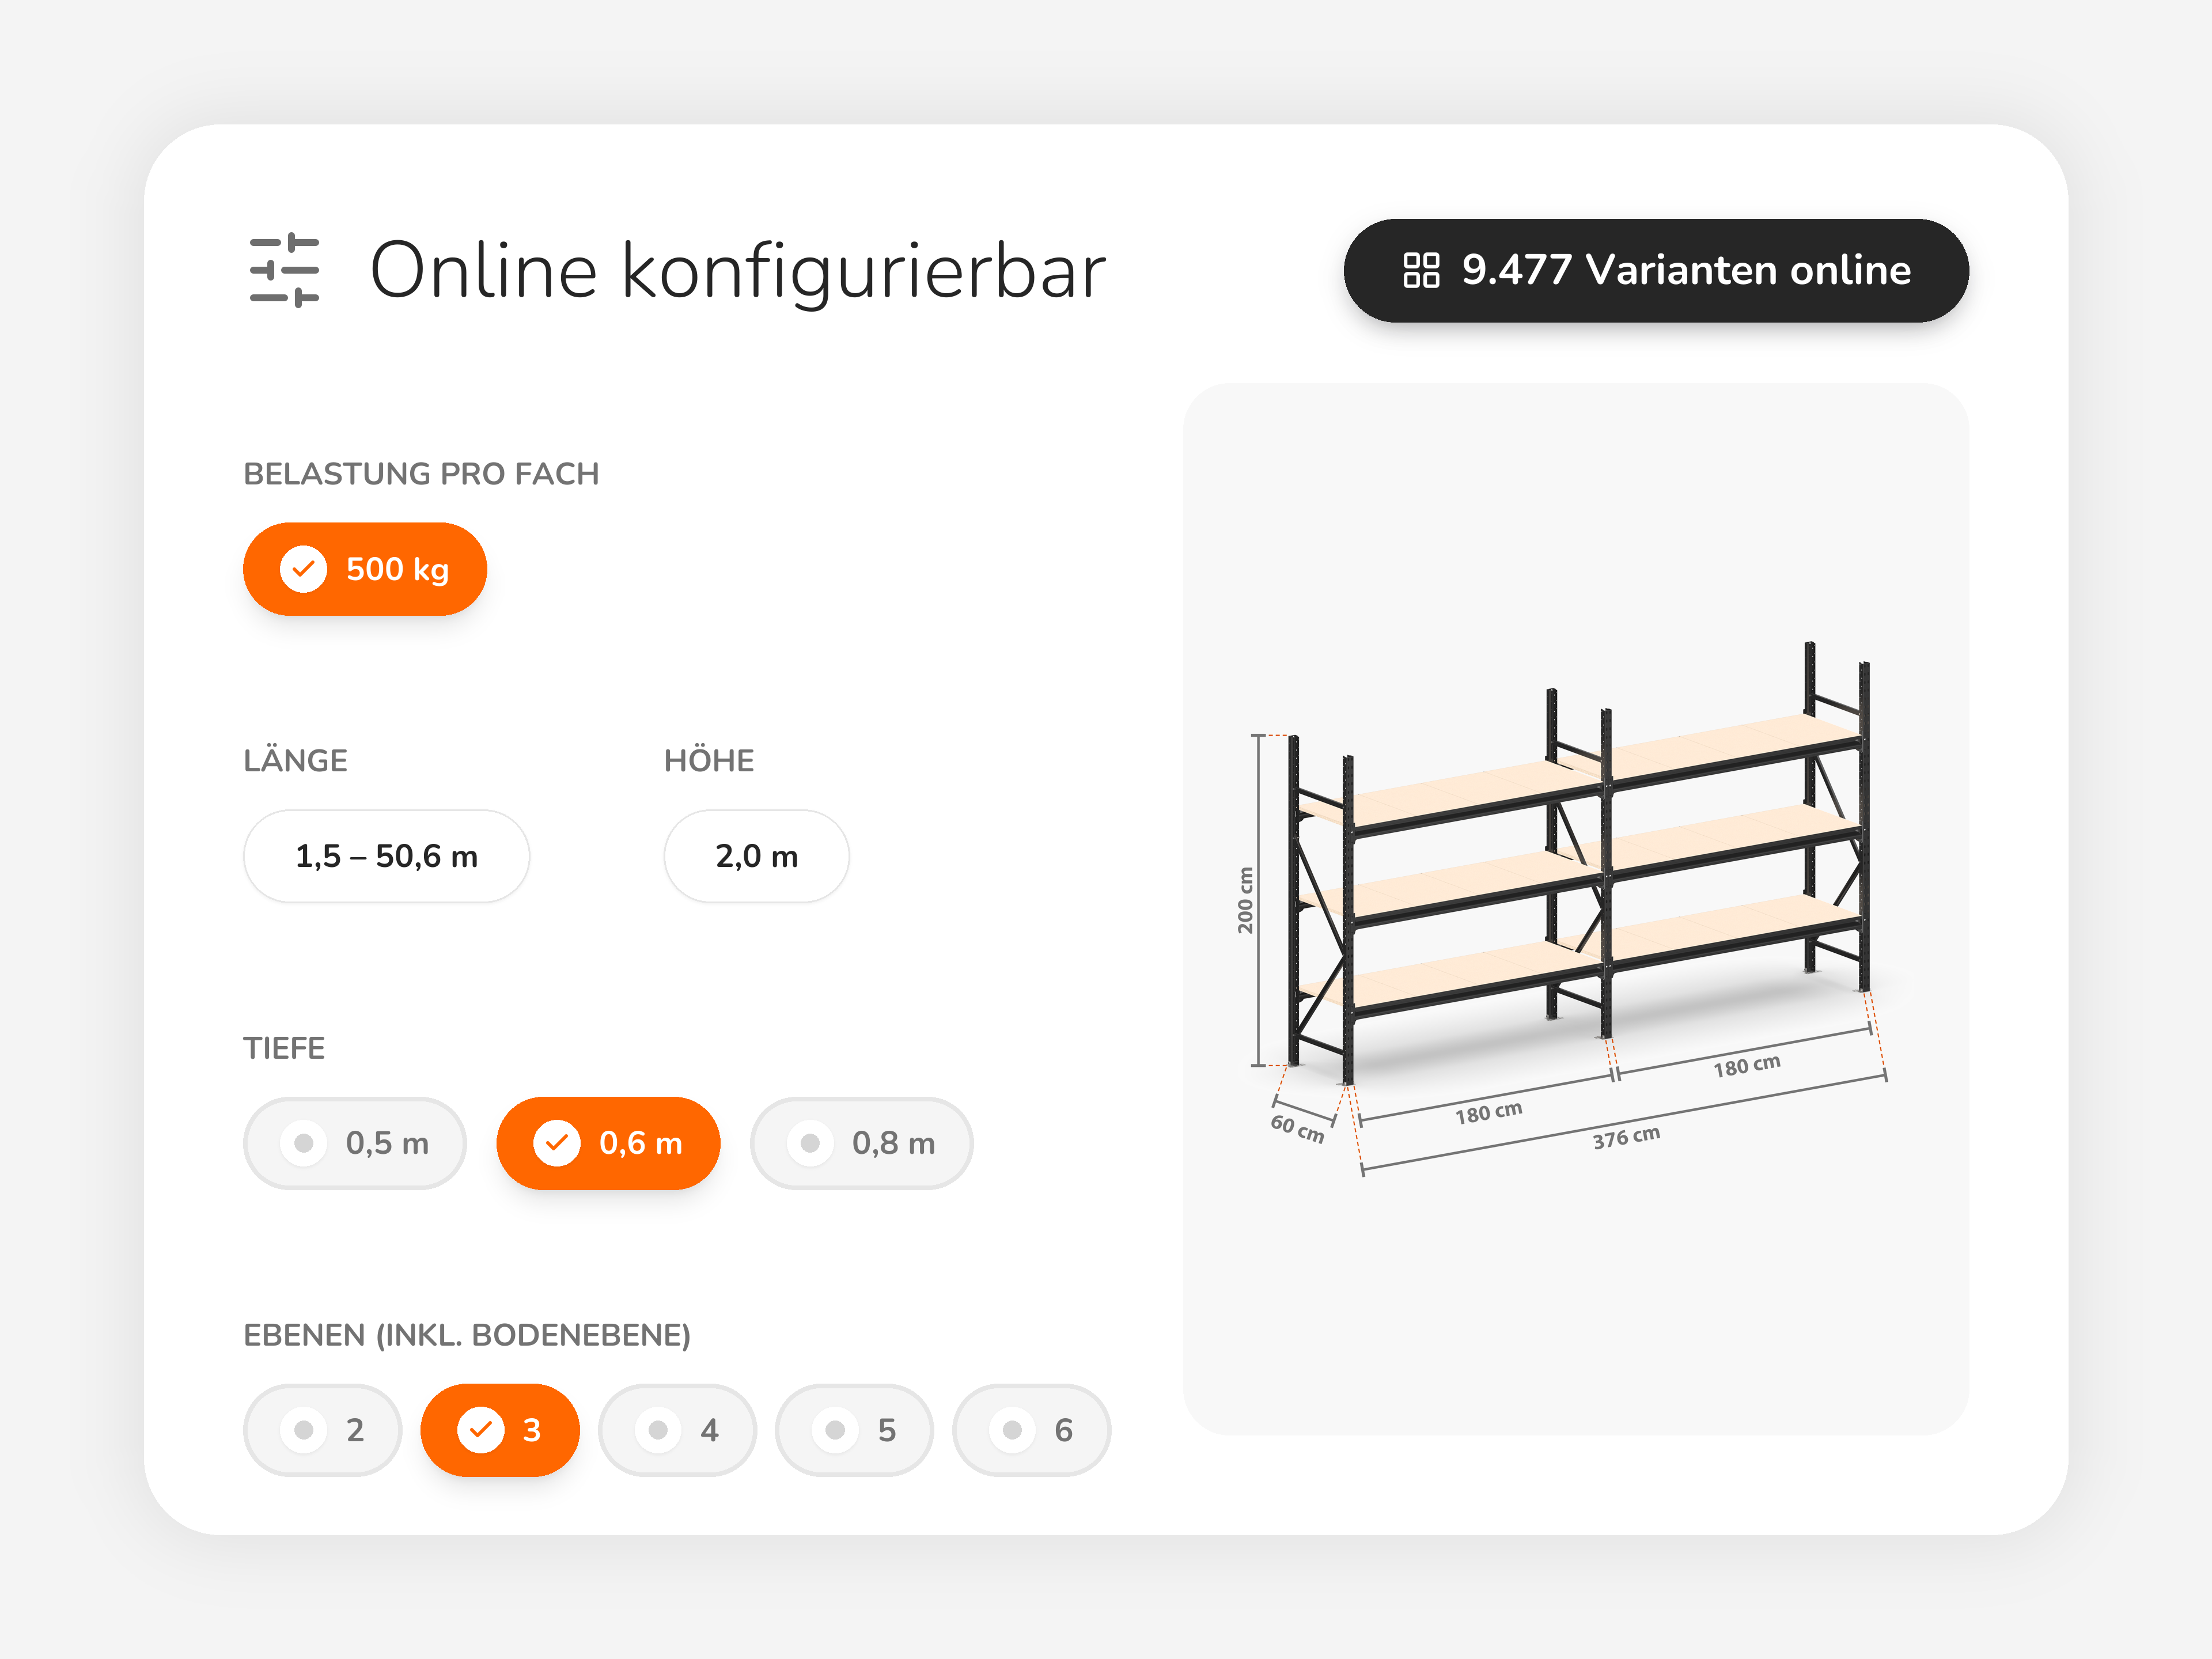 Online konfigurierbar
9.477 Varianten online
BELASTUNG PRO FACH
500 kg
LÄNGE
HÖHE
1,5 – 50,6 m
2,0 m
TIEFE
0,5 m
0,6 m
0,8 m
EBENEN (INKL. BODENEBENE)
2
3
4
5
6
200 cm
60 cm
180 cm
180 cm
376 cm